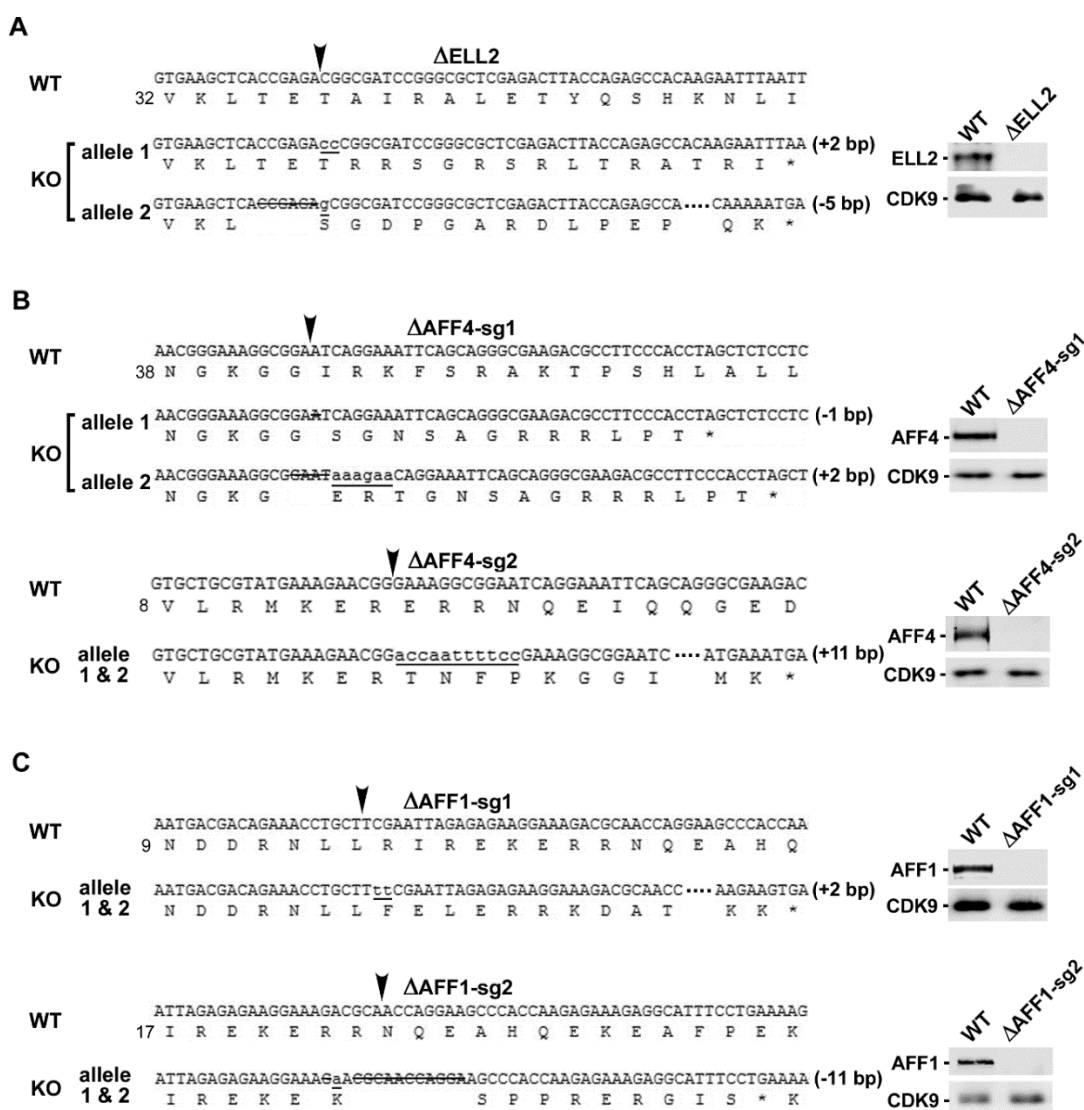 A
ΔELL2
WT
GTGAAGCTCACCGAGACGGCGATCCGGGCGCTCGAGACTTACCAGAGCCACAAGAATTTAATT
32 V K L T E T A I R A L E T Y Q S H K N L I
KO
allele 1 GTGAAGCTCACCGAGAccCGGCGATCCGGGCGCTCGAGACTTACCAGAGCCACAAGAATTTAA (+2 bp)
V K L T E T R R S G R S R L T R A T R I *
allele 2 GTGAAGCTCACCGAGAgCGGCGATCCGGGCGCTCGAGACTTACCAGAGCCA....CAAAAATGA (-5 bp)
V K L S G D P G A R D L P E P Q K *
WT ΔELL2
ELL2
CDK9
B
ΔAFF4-sg1
WT
AACGGGAAAGGCGGAATCAGGAAATTCAGCAGGGCGAAGACGCCTTCCCACCTAGCTCTCCTC
38 N G K G G I R K F S R A K T P S H L A L L
KO
allele 1 AACGGGAAAGGCGGAATCAGGAAATTCAGCAGGGCGAAGACGCCTTCCCACCTAGCTCTCCTC (-1 bp)
N G K G G S G N S A G R R R L P T *
allele 2 AACGGGAAAGGCGGAATaaagaaCAGGAAATTCAGCAGGGCGAAGACGCCTTCCCACCTAGCT (+2 bp)
N G K G E R T G N S A G R R R L P T *
WT ΔAFF4-sg1
AFF4
CDK9
ΔAFF4-sg2
WT
GTGCTGCGTATGAAAGAACGGGAAAGGCGGAATCAGGAAATTCAGCAGGGCGAAGAC
8 V L R M K E R E R R N Q E I Q Q G E D
KO allele 1 & 2
GTGCTGCGTATGAAAGAACGGaccaattttccGAAAGGCGGAATC....ATGAAATGA (+11 bp)
V L R M K E R T N F P K G G I M K *
WT ΔAFF4-sg2
AFF4
CDK9
C
ΔAFF1-sg1
WT
AATGACGACAGAAACCTGCTTCGAATTAGAGAGAAGGAAAGACGCAACCAGGAAGCCCACCAA
9 N D D R N L L R I R E K E R R N Q E A H Q
KO allele 1 & 2
AATGACGACAGAAACCTGCTTttCGAATTAGAGAGAAGGAAAGACGCAACC....AAGAAGTGA (+2 bp)
N D D R N L L F E L E R R K D A T K K *
WT ΔAFF1-sg1
AFF1
CDK9
ΔAFF1-sg2
WT
ATTAGAGAGAAGGAAAGACGCAACCAGGAAGCCCACCAAGAGAAAGAGGCATTTCCTGAAAAG
17 I R E K E R R N Q E A H Q E K E A F P E K
KO allele 1 & 2
ATTAGAGAGAAGGAAAGaACGCAACCAGGAAGCCCACCAAGAGAAAGAGGCATTTCCTGAAAA (-11 bp)
I R E K E K S P P R E R G I S * K
WT ΔAFF1-sg2
AFF1
CDK9